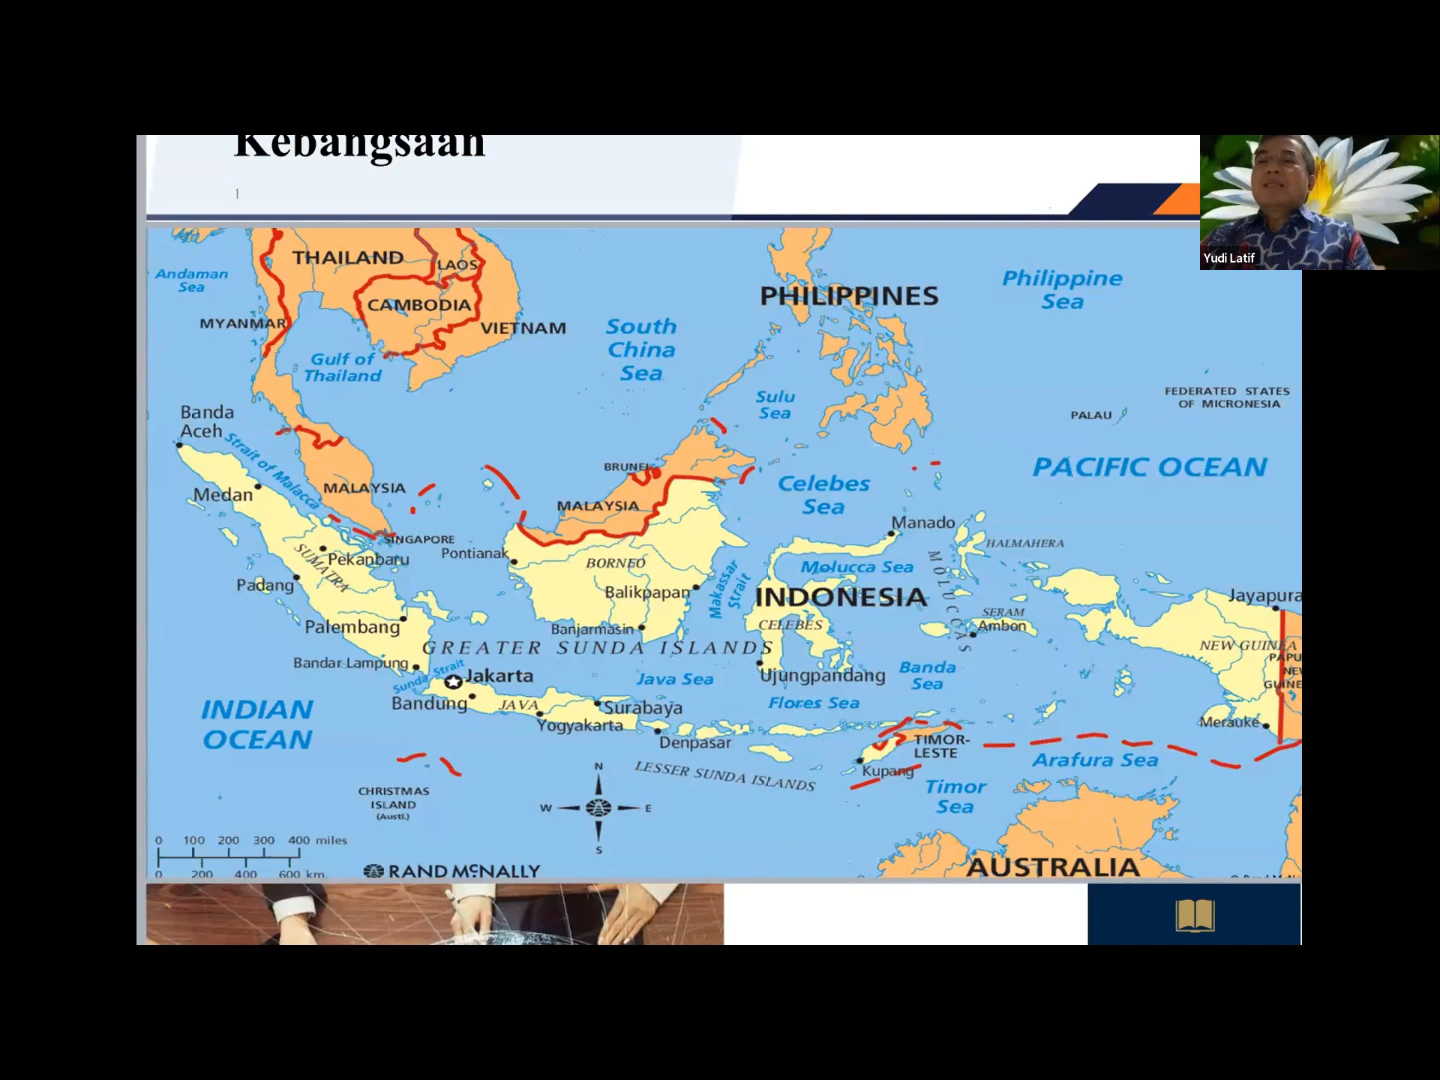 Kebangsaan
1
Yudi Latif
THAILAND
LAOS
Andaman
Sea
CAMBODIA
MYANMAR
VIETNAM
Gulf of
Thailand
South
China
Sea
PHILIPPINES
Philippine
Sea
Sulu
Sea
FEDERATED STATES
OF MICRONESIA
PALAU
Banda
Aceh
Strait of Malacca
Medan
MALAYSIA
BRUNEI
MALAYSIA
Celebes
Sea
PACIFIC OCEAN
SINGAPORE
Pontianak
Manado
HALMAHERA
SUMATRA
Pekanbaru
BORNEO
Molucca Sea
MOLUCCAS
Padang
Balikpapan
Makassar
Strait
INDONESIA
Jayapura
Palembang
Banjarmasin
CELEBES
SERAM
Ambon
GREATER SUNDA ISLANDS
NEW GUINEA
PAPU
NEW
GUINE
Bandar Lampung
Sunda Strait
Jakarta
Java Sea
Ujungpandang
Banda
Sea
Bandung
JAVA
Surabaya
Flores Sea
INDIAN
OCEAN
Yogyakarta
Merauke
Denpasar
TIMOR-
LESTE
Kupang
Arafura Sea
LESSER SUNDA ISLANDS
Timor
Sea
CHRISTMAS
ISLAND
(Austl.)
N
W
E
S
0 100 200 300 400 miles
0 200 400 600 km.
RAND McNALLY
AUSTRALIA